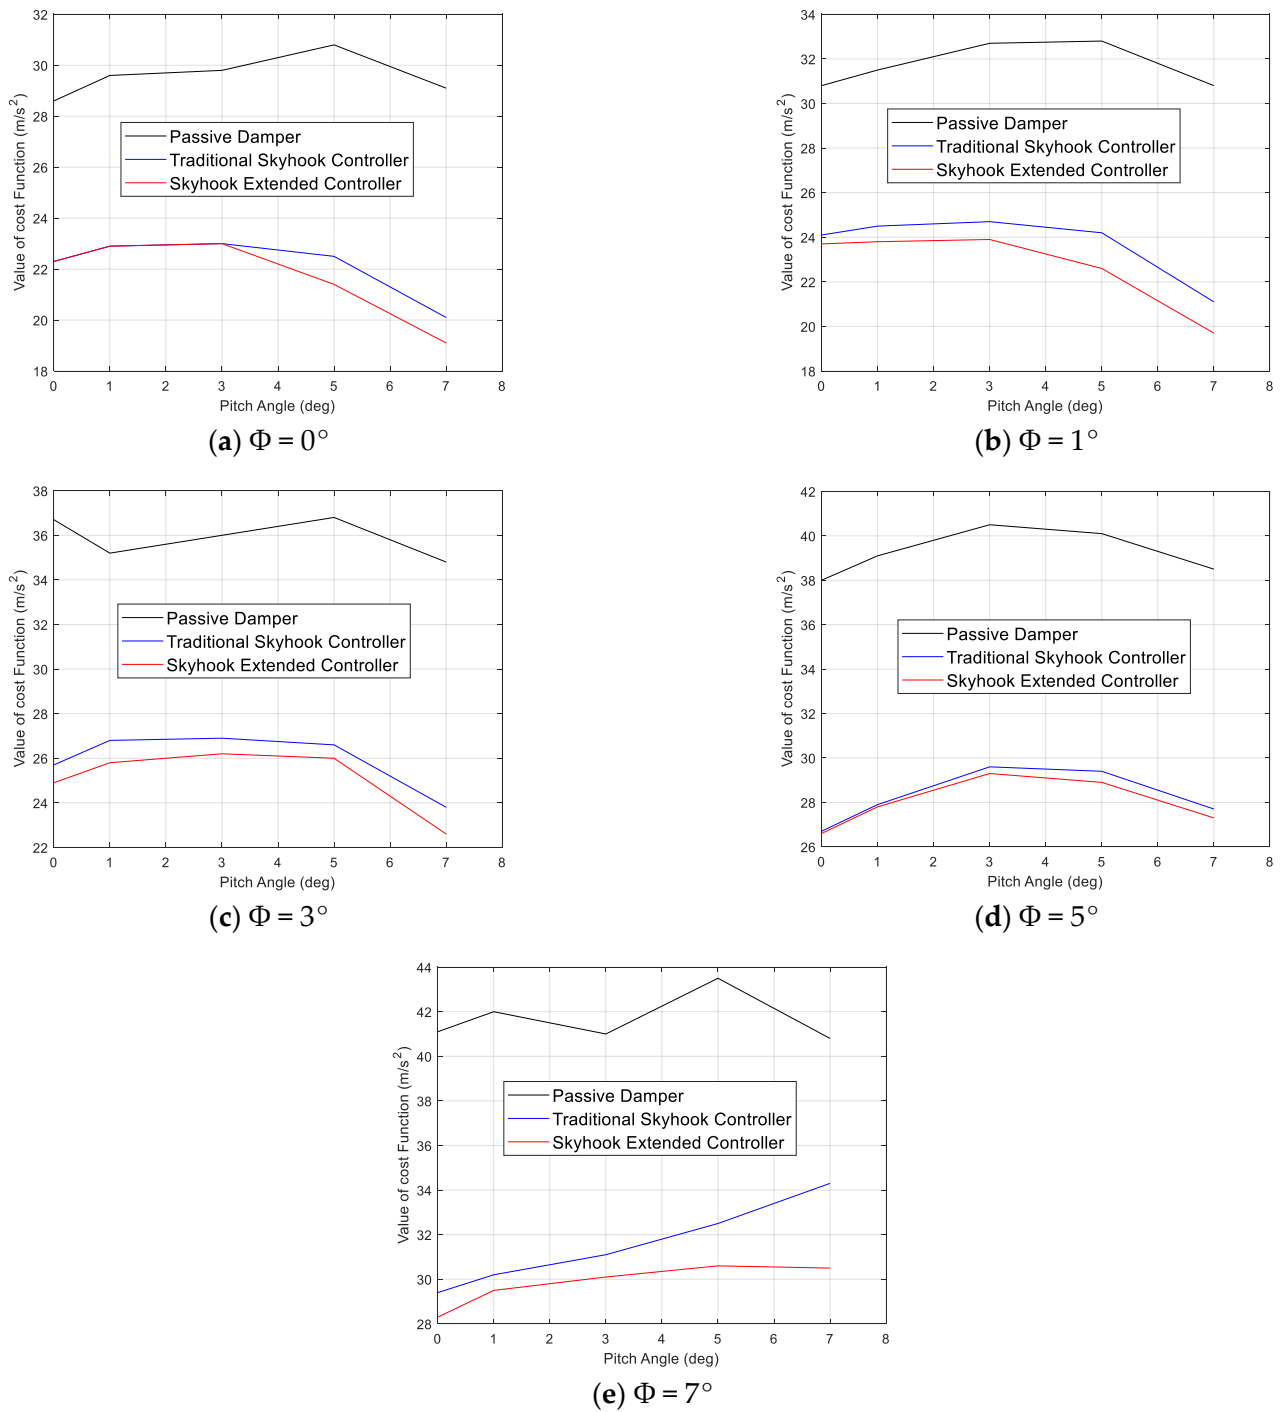 32
30
28
26
24
22
20
18
Value of cost Function (m/s²)
Passive Damper
Traditional Skyhook Controller
Skyhook Extended Controller
0 1 2 3 4 5 6 7 8
Pitch Angle (deg)
(a) Φ = 0°
34
32
30
28
26
24
22
20
18
Value of cost Function (m/s²)
Passive Damper
Traditional Skyhook Controller
Skyhook Extended Controller
0 1 2 3 4 5 6 7 8
Pitch Angle (deg)
(b) Φ = 1°
38
36
34
32
30
28
26
24
22
Value of cost Function (m/s²)
Passive Damper
Traditional Skyhook Controller
Skyhook Extended Controller
0 1 2 3 4 5 6 7 8
Pitch Angle (deg)
(c) Φ = 3°
42
40
38
36
34
32
30
28
26
Value of cost Function (m/s²)
Passive Damper
Traditional Skyhook Controller
Skyhook Extended Controller
0 1 2 3 4 5 6 7 8
Pitch Angle (deg)
(d) Φ = 5°
44
42
40
38
36
34
32
30
28
Value of cost Function (m/s²)
Passive Damper
Traditional Skyhook Controller
Skyhook Extended Controller
0 1 2 3 4 5 6 7 8
Pitch Angle (deg)
(e) Φ = 7°